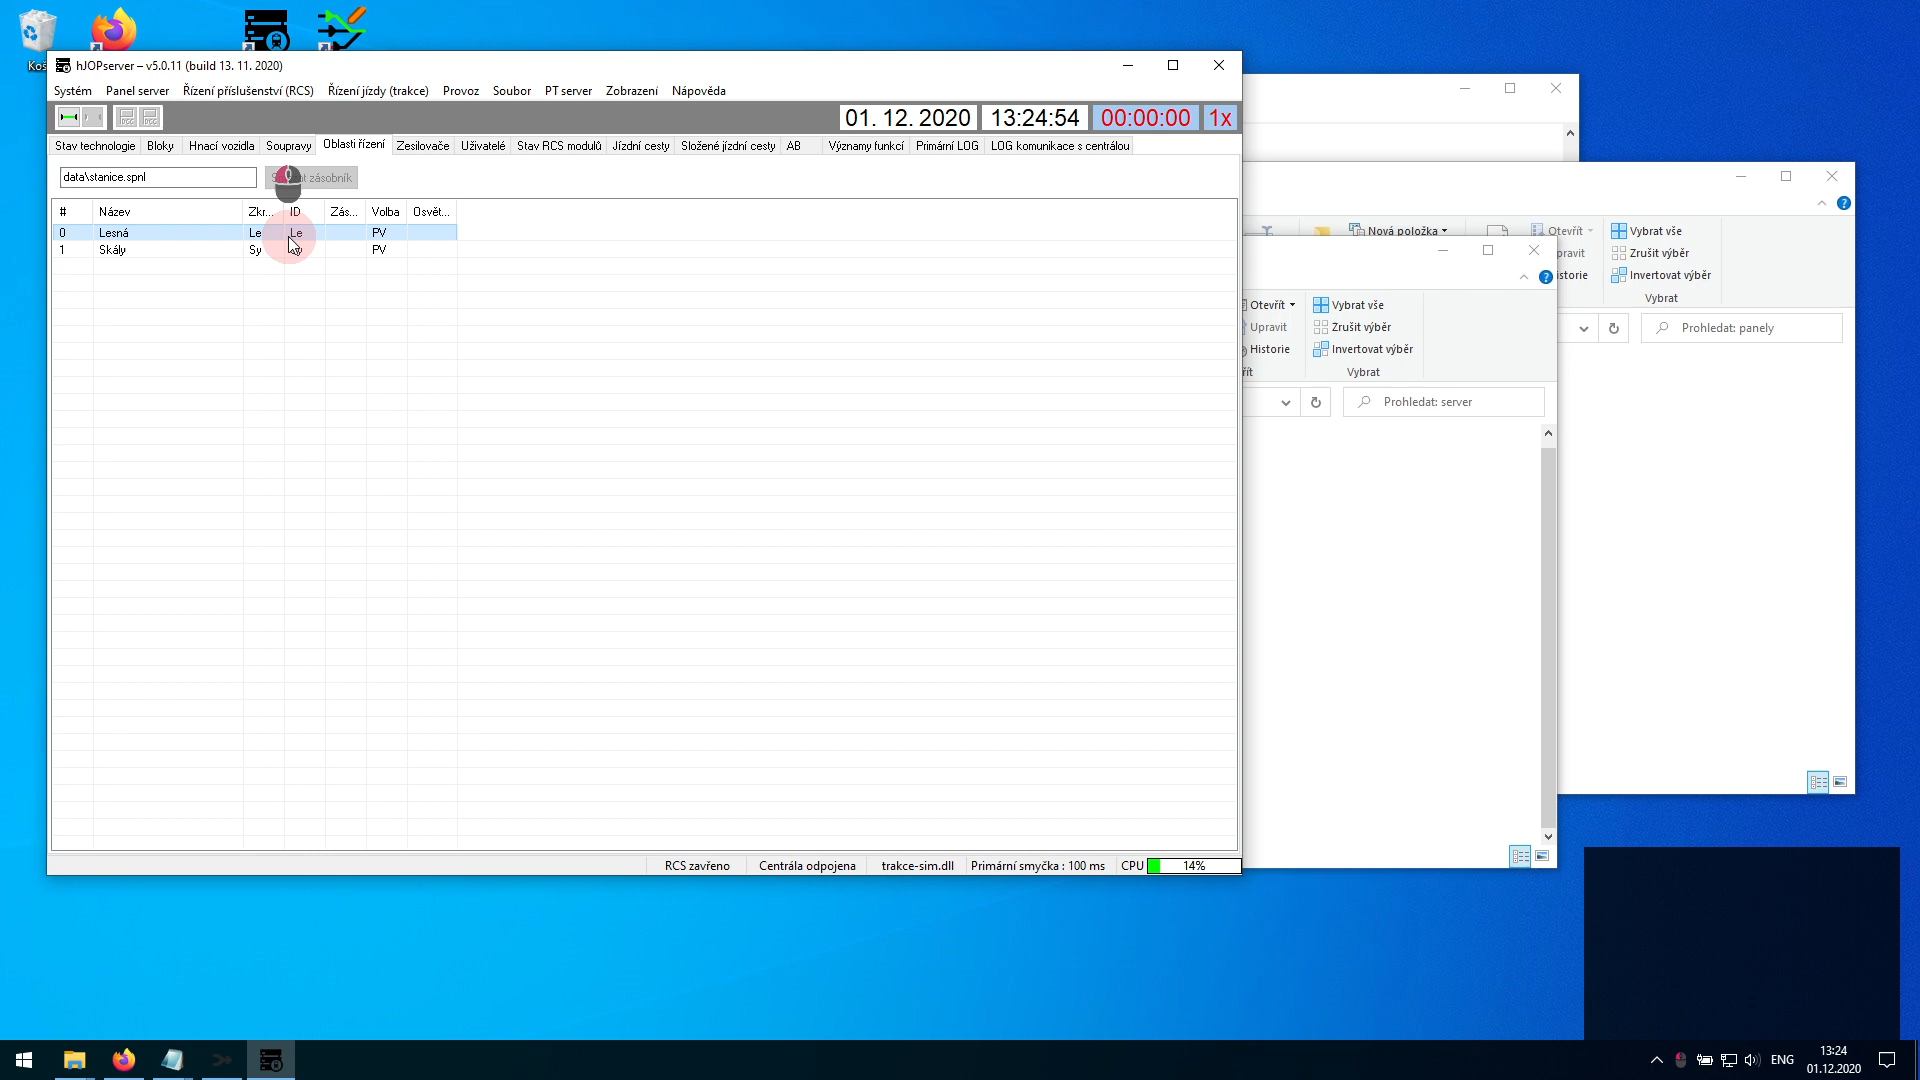 Koš
hJOPserver – v5.0.11 (build 13. 11. 2020)
Systém Panel server Řízení příslušenství (RCS) Řízení jízdy (trakce) Provoz Soubor PT server Zobrazení Nápověda
01. 12. 2020 13:24:54 00:00:00 1x
Stav technologie Bloky Hnací vozidla Soupravy Oblasti řízení Zesilovače Uživatelé Stav RCS modulů Jízdní cesty Složené jízdní cesty AB Významy funkcí Primární LOG LOG komunikace s centrálou
data\stanice.spnl zásobník
# Název Zkr... ID Zás... Volba Osvět...
0 Lesná Le Le PV
1 Skály Sy PV
RCS zavřeno Centrála odpojena trakce-sim.dll Primární smyčka : 100 ms CPU 14%
Nová položka Otevřít Vybrat vše
Zrušit výběr
Invertovat výběr
Vybrat
Prohledat: panely
Otevřít Vybrat vše
Upravit Zrušit výběr
Historie Invertovat výběr
Vybrat
Prohledat: server
ENG 13:24
01.12.2020